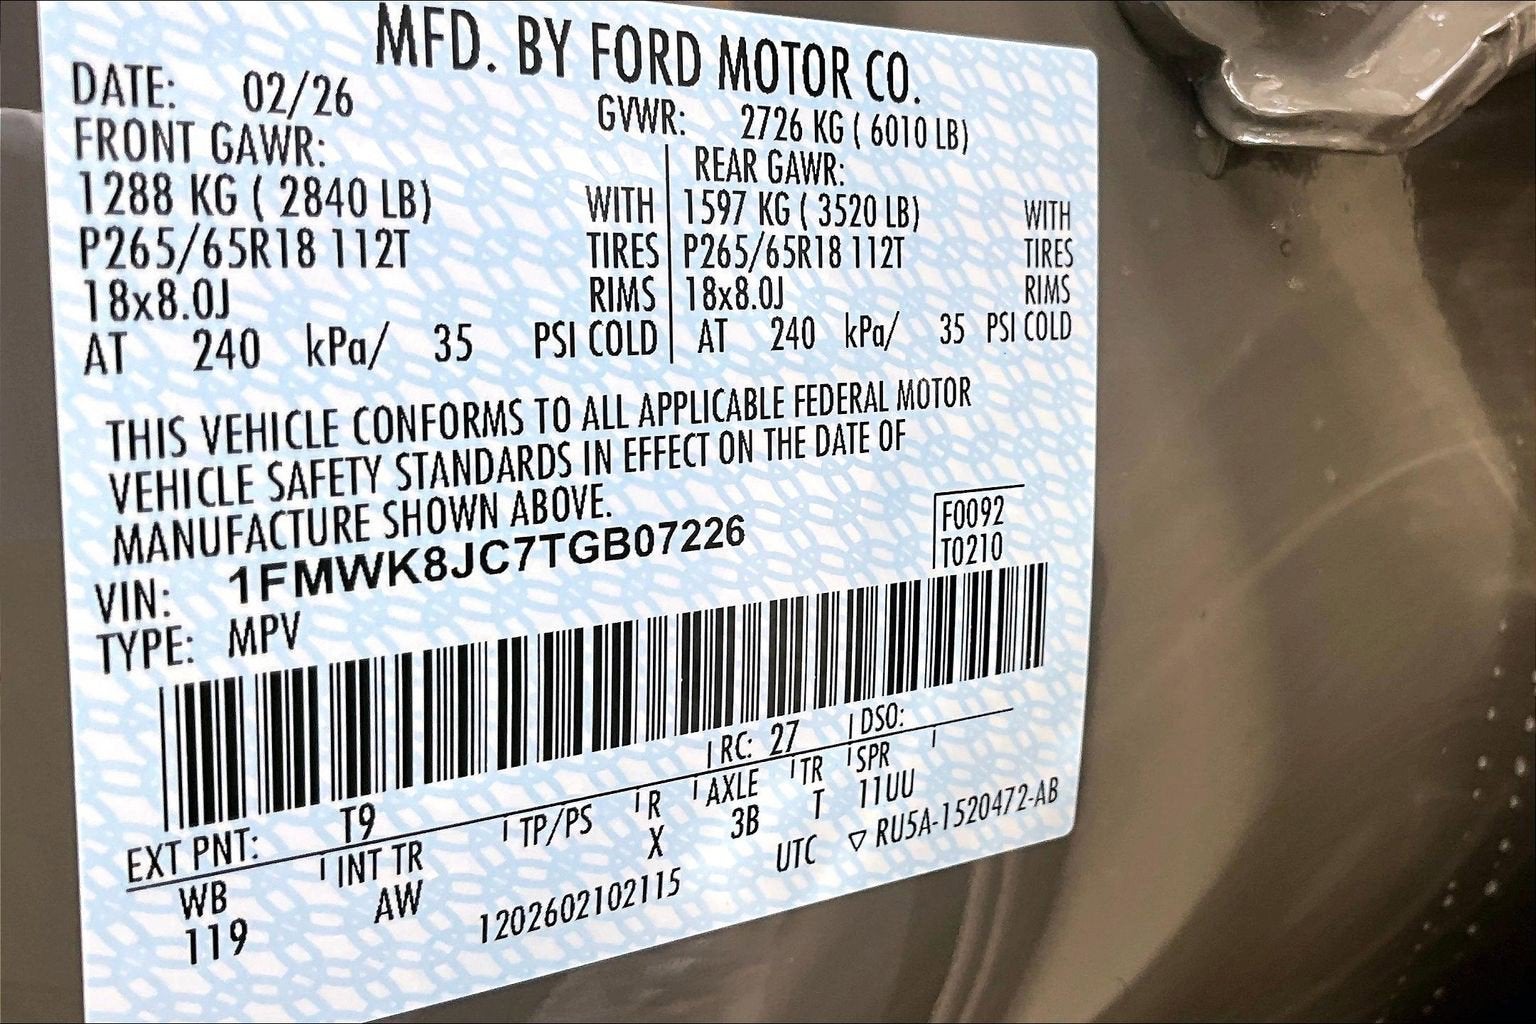 MFD. BY FORD MOTOR CO.
DATE: 02/26 GVWR: 2726 KG ( 6010 LB)
FRONT GAWR: REAR GAWR:
1288 KG ( 2840 LB) WITH 1597 KG ( 3520 LB) WITH
P265/65R18 112T TIRES P265/65R18 112T TIRES
18x8.0J RIMS 18x8.0J RIMS
AT 240 kPa/ 35 PSI COLD AT 240 kPa/ 35 PSI COLD
THIS VEHICLE CONFORMS TO ALL APPLICABLE FEDERAL MOTOR
VEHICLE SAFETY STANDARDS IN EFFECT ON THE DATE OF
MANUFACTURE SHOWN ABOVE.
F0092
VIN: 1FMWK8JC7TGB07226 T0210
TYPE: MPV
EXT PNT: T9 RC: 27 DSO:
WB INT TR TP/PS R AXLE TR SPR
119 AW X 3B T 11UU
1202602102115 UTC ▽ RU5A-1520472-AB